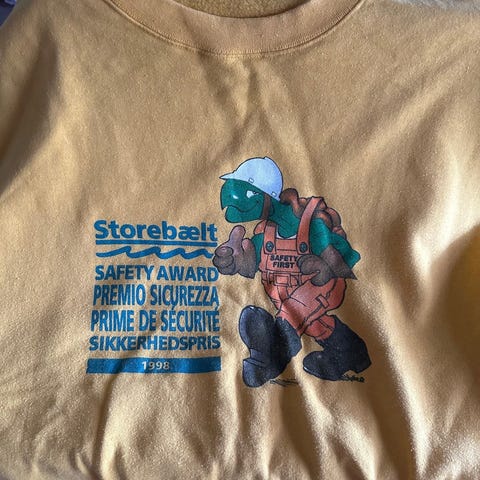 Storebælt
SAFETY AWARD
PREMIO SICUREZZA
PRIME DE SÉCURITÉ
SIKKERHEDSPRIS
1998
SAFETY
FIRST